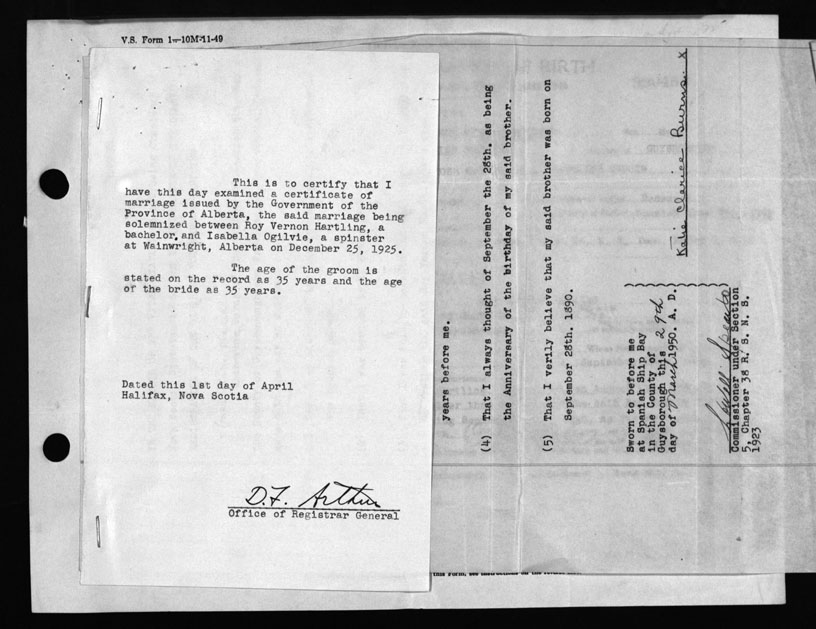 V.S. Form 1—10M-11-49
This is to certify that I
have this day examined a certificate of
marriage issued by the Government of the
Province of Alberta, the said marriage being
solemnized between Roy Vernon Hartling, a
bachelor, and Isabella Ogilvie, a spinster
at Wainwright, Alberta on December 25, 1925.
The age of the groom is
stated on the record as 35 years and the age
of the bride as 35 years.
Dated this 1st day of April
Halifax, Nova Scotia
D.F. Arthur
Office of Registrar General
years before me.
(4) That I always thought of September the 28th. as being
the Anniversary of the birthday of my said brother.
(5) That I verily believe that my said brother was born on
September 28th. 1890.
Katie Clarice Burns x
Sworn to before me
at Spanish Ship Bay
in the County of
Guysborough this 29th
day of March 1950. A. D.
Commissioner under Section
5, Chapter 38 R. S. N. S.
1923